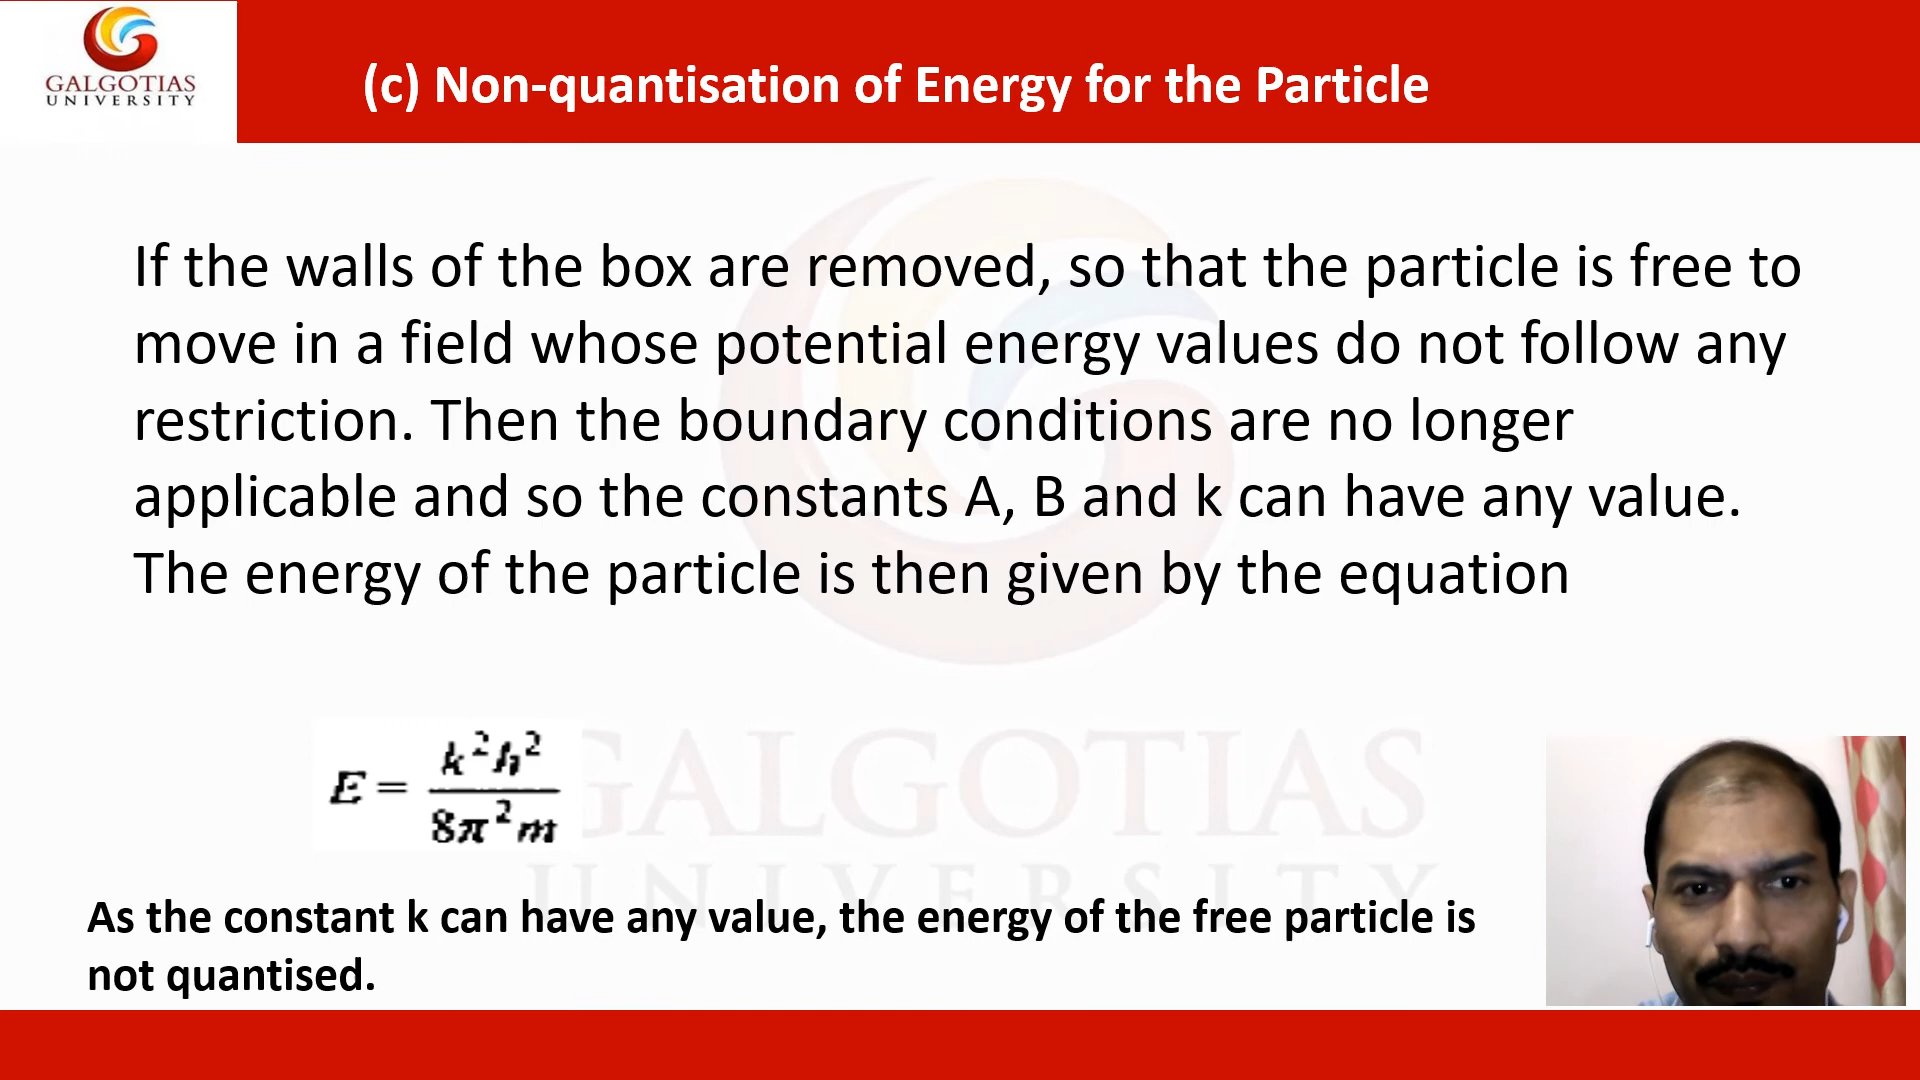 GALGOTIAS
UNIVERSITY
(c) Non-quantisation of Energy for the Particle
If the walls of the box are removed, so that the particle is free to
move in a field whose potential energy values do not follow any
restriction. Then the boundary conditions are no longer
applicable and so the constants A, B and k can have any value.
The energy of the particle is then given by the equation
E = k²h² / 8π²m
GALGOTIAS
UNIVERSITY
As the constant k can have any value, the energy of the free particle is
not quantised.